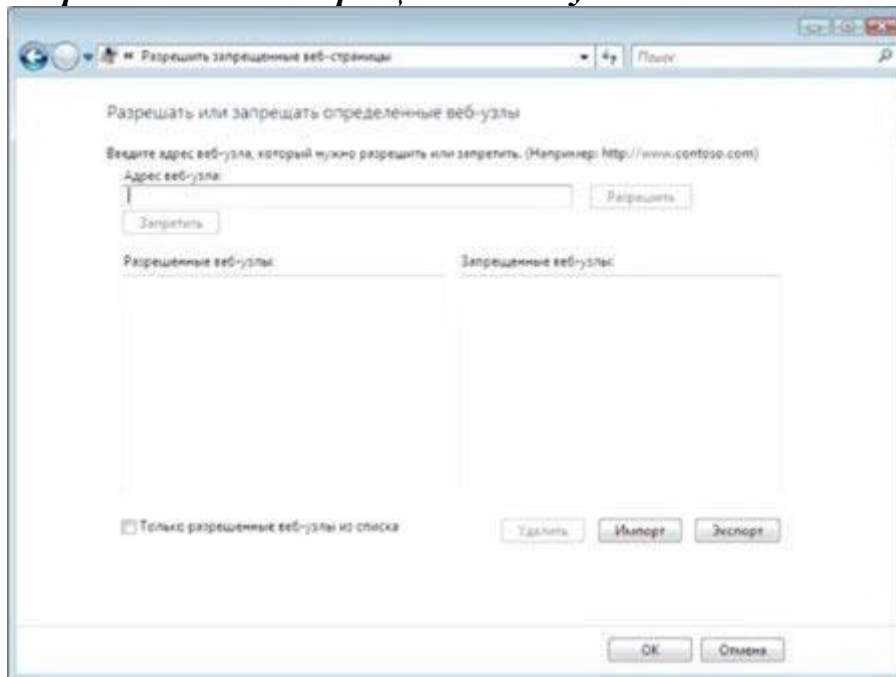 « Разрешить запрещенные веб-страницы
Поиск
Разрешать или запрещать определенные веб-узлы
Введите адрес веб-узла, который нужно разрешить или запретить. (Например: http://www.contoso.com)
Адрес веб-узла:
Разрешить
Запретить
Разрешенные веб-узлы:
Запрещенные веб-узлы:
Только разрешенные веб-узлы из списка
Удалить
Импорт
Экспорт
ОК
Отмена